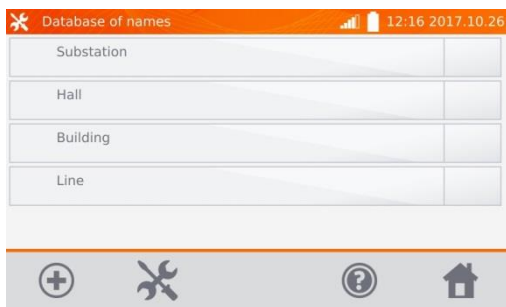 Database of names 12:16 2017.10.26
Substation
Hall
Building
Line